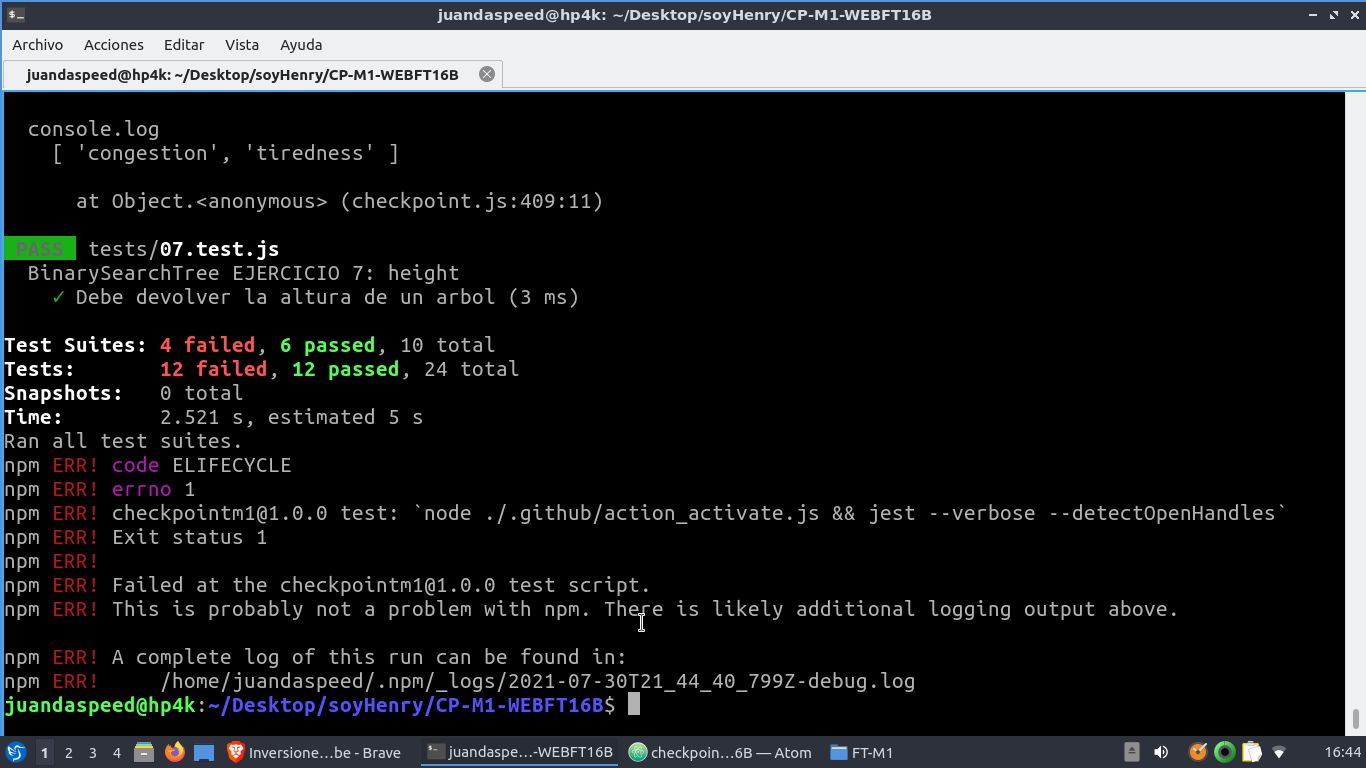 juandaspeed@hp4k: ~/Desktop/soyHenry/CP-M1-WEBFT16B
Archivo Acciones Editar Vista Ayuda
juandaspeed@hp4k: ~/Desktop/soyHenry/CP-M1-WEBFT16B
console.log
[ 'congestion', 'tiredness' ]
at Object.<anonymous> (checkpoint.js:409:11)
PASS tests/07.test.js
BinarySearchTree EJERCICIO 7: height
✓ Debe devolver la altura de un arbol (3 ms)
Test Suites: 4 failed, 6 passed, 10 total
Tests: 12 failed, 12 passed, 24 total
Snapshots: 0 total
Time: 2.521 s, estimated 5 s
Ran all test suites.
npm ERR! code ELIFECYCLE
npm ERR! errno 1
npm ERR! checkpointm1@1.0.0 test: `node ./.github/action_activate.js && jest --verbose --detectOpenHandles`
npm ERR! Exit status 1
npm ERR!
npm ERR! Failed at the checkpointm1@1.0.0 test script.
npm ERR! This is probably not a problem with npm. There is likely additional logging output above.
npm ERR! A complete log of this run can be found in:
npm ERR! /home/juandaspeed/.npm/_logs/2021-07-30T21_44_40_799Z-debug.log
juandaspeed@hp4k:~/Desktop/soyHenry/CP-M1-WEBFT16B$
1 2 3 4 Inversione...be - Brave juandaspe...-WEBFT16B checkpoin...6B — Atom FT-M1 16:44